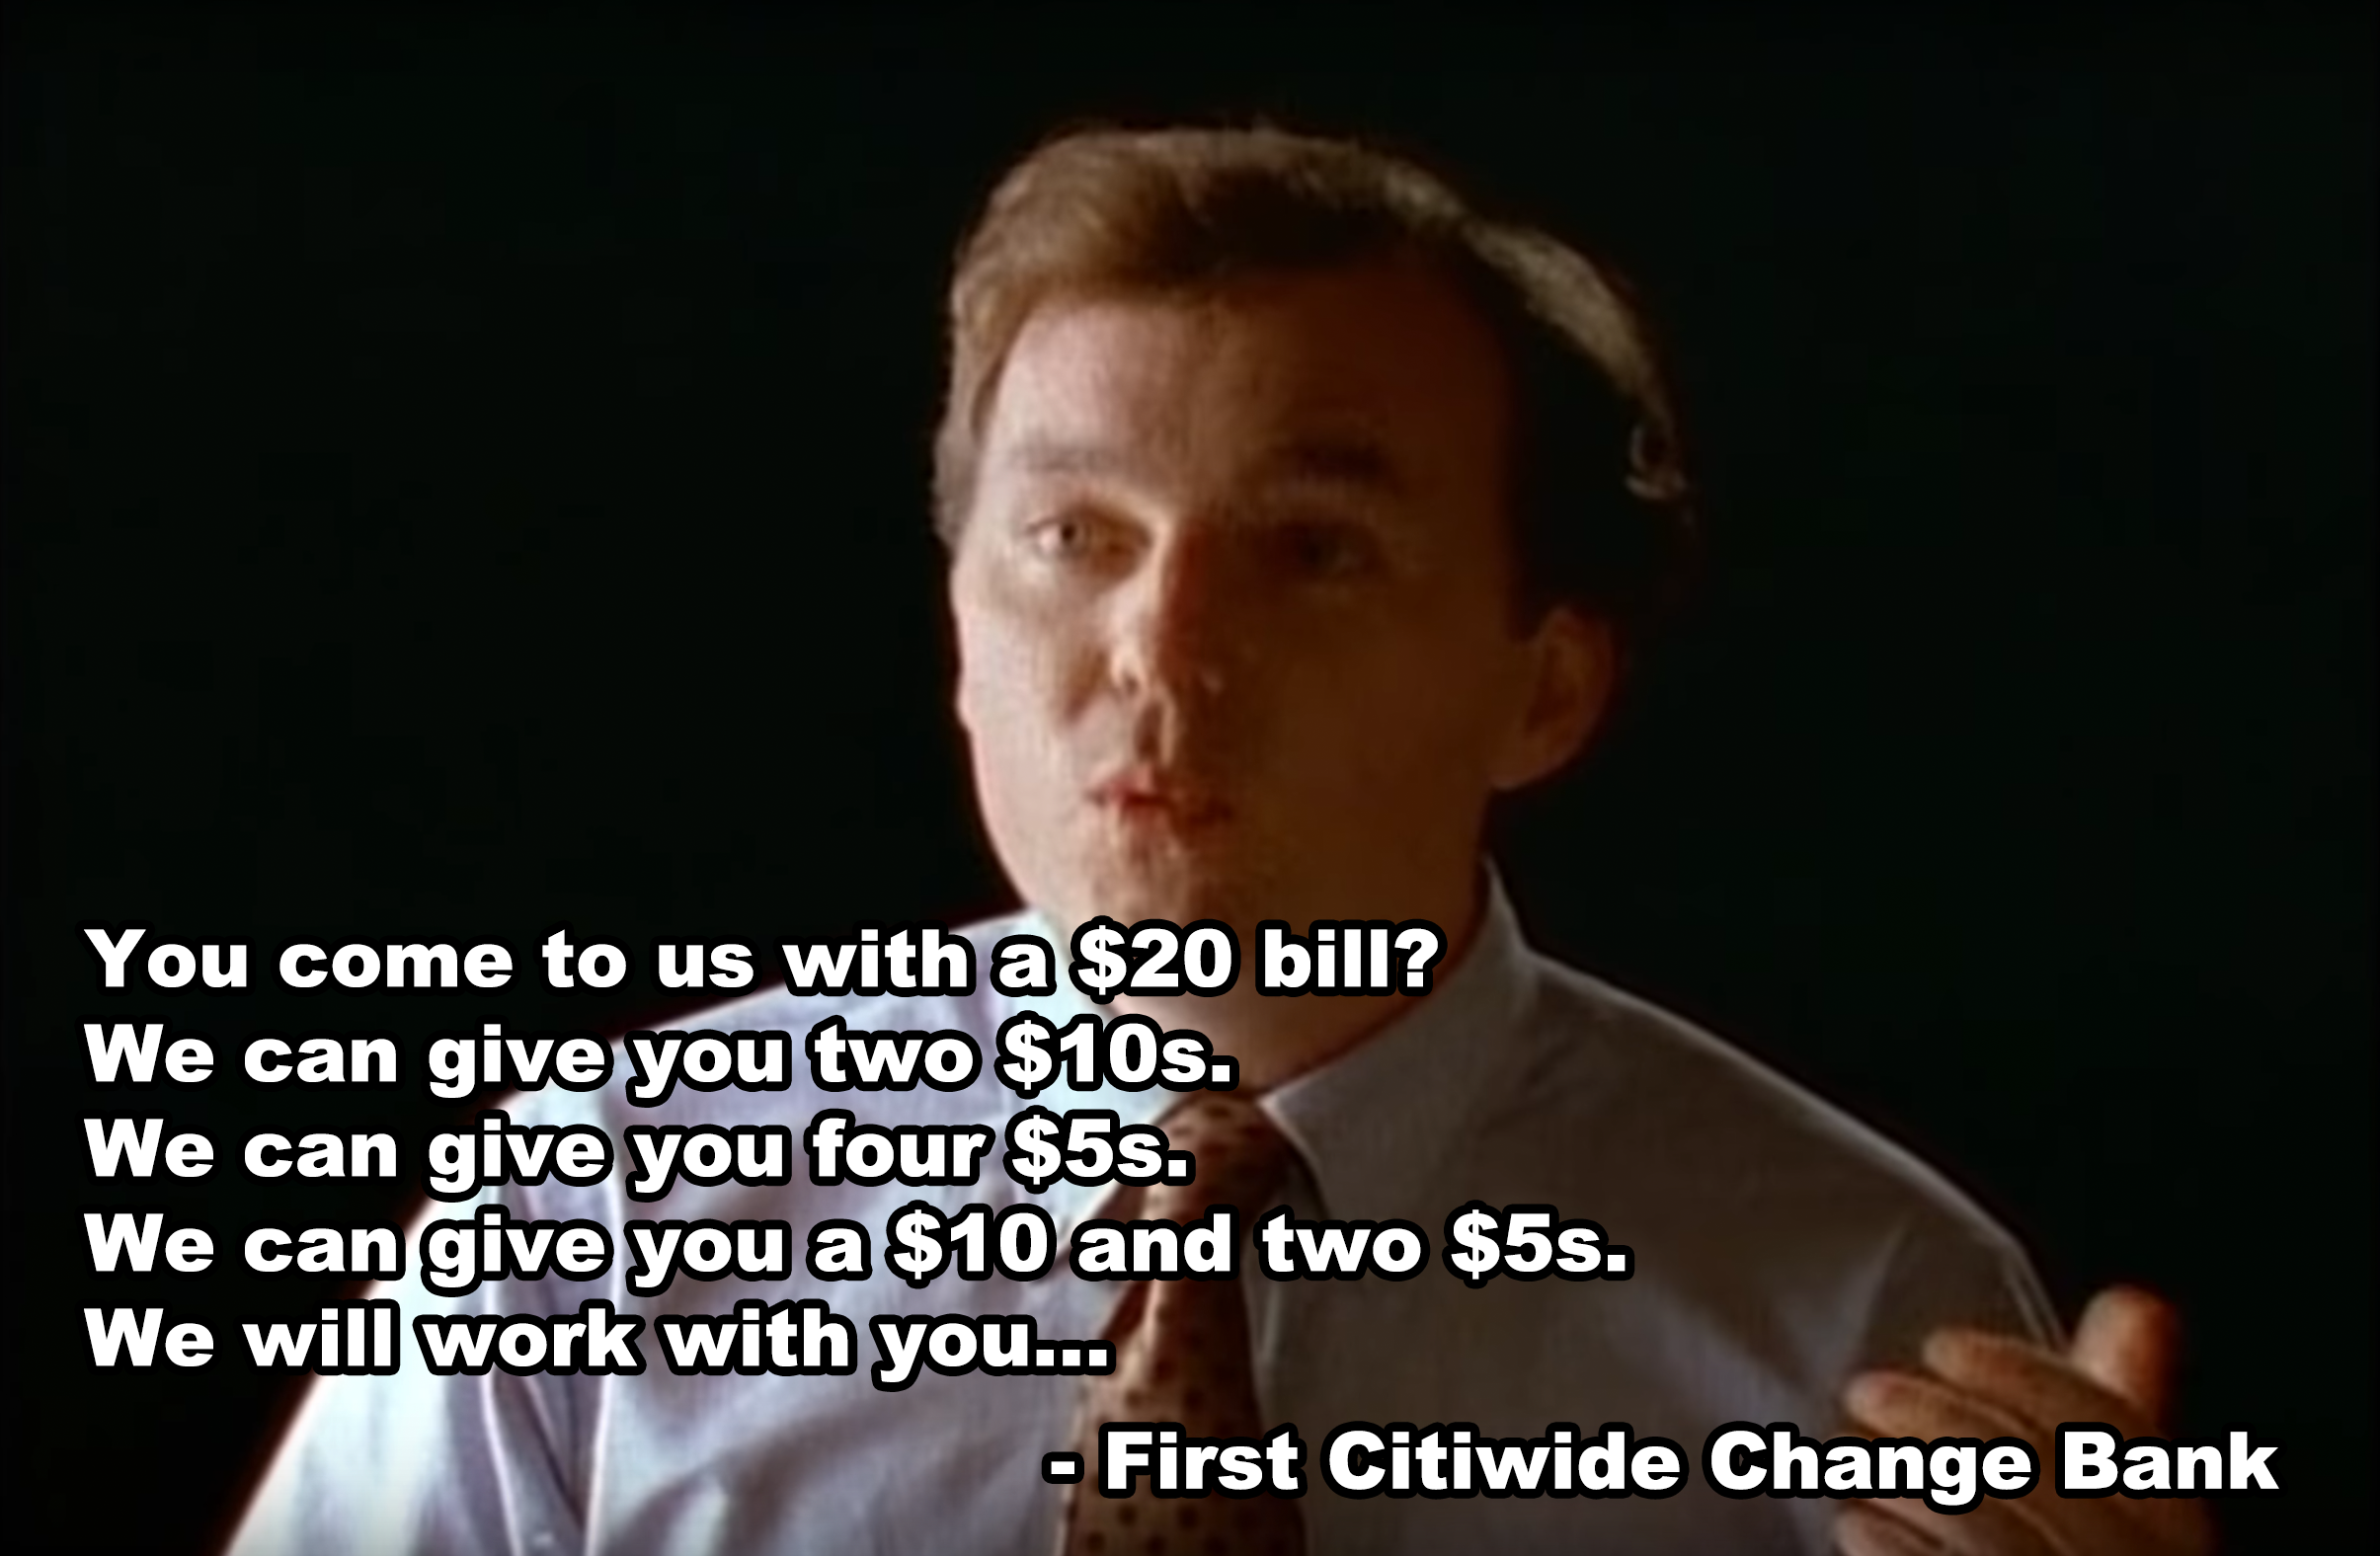 You come to us with a $20 bill?
We can give you two $10s.
We can give you four $5s.
We can give you a $10 and two $5s.
We will work with you...
- First Citiwide Change Bank